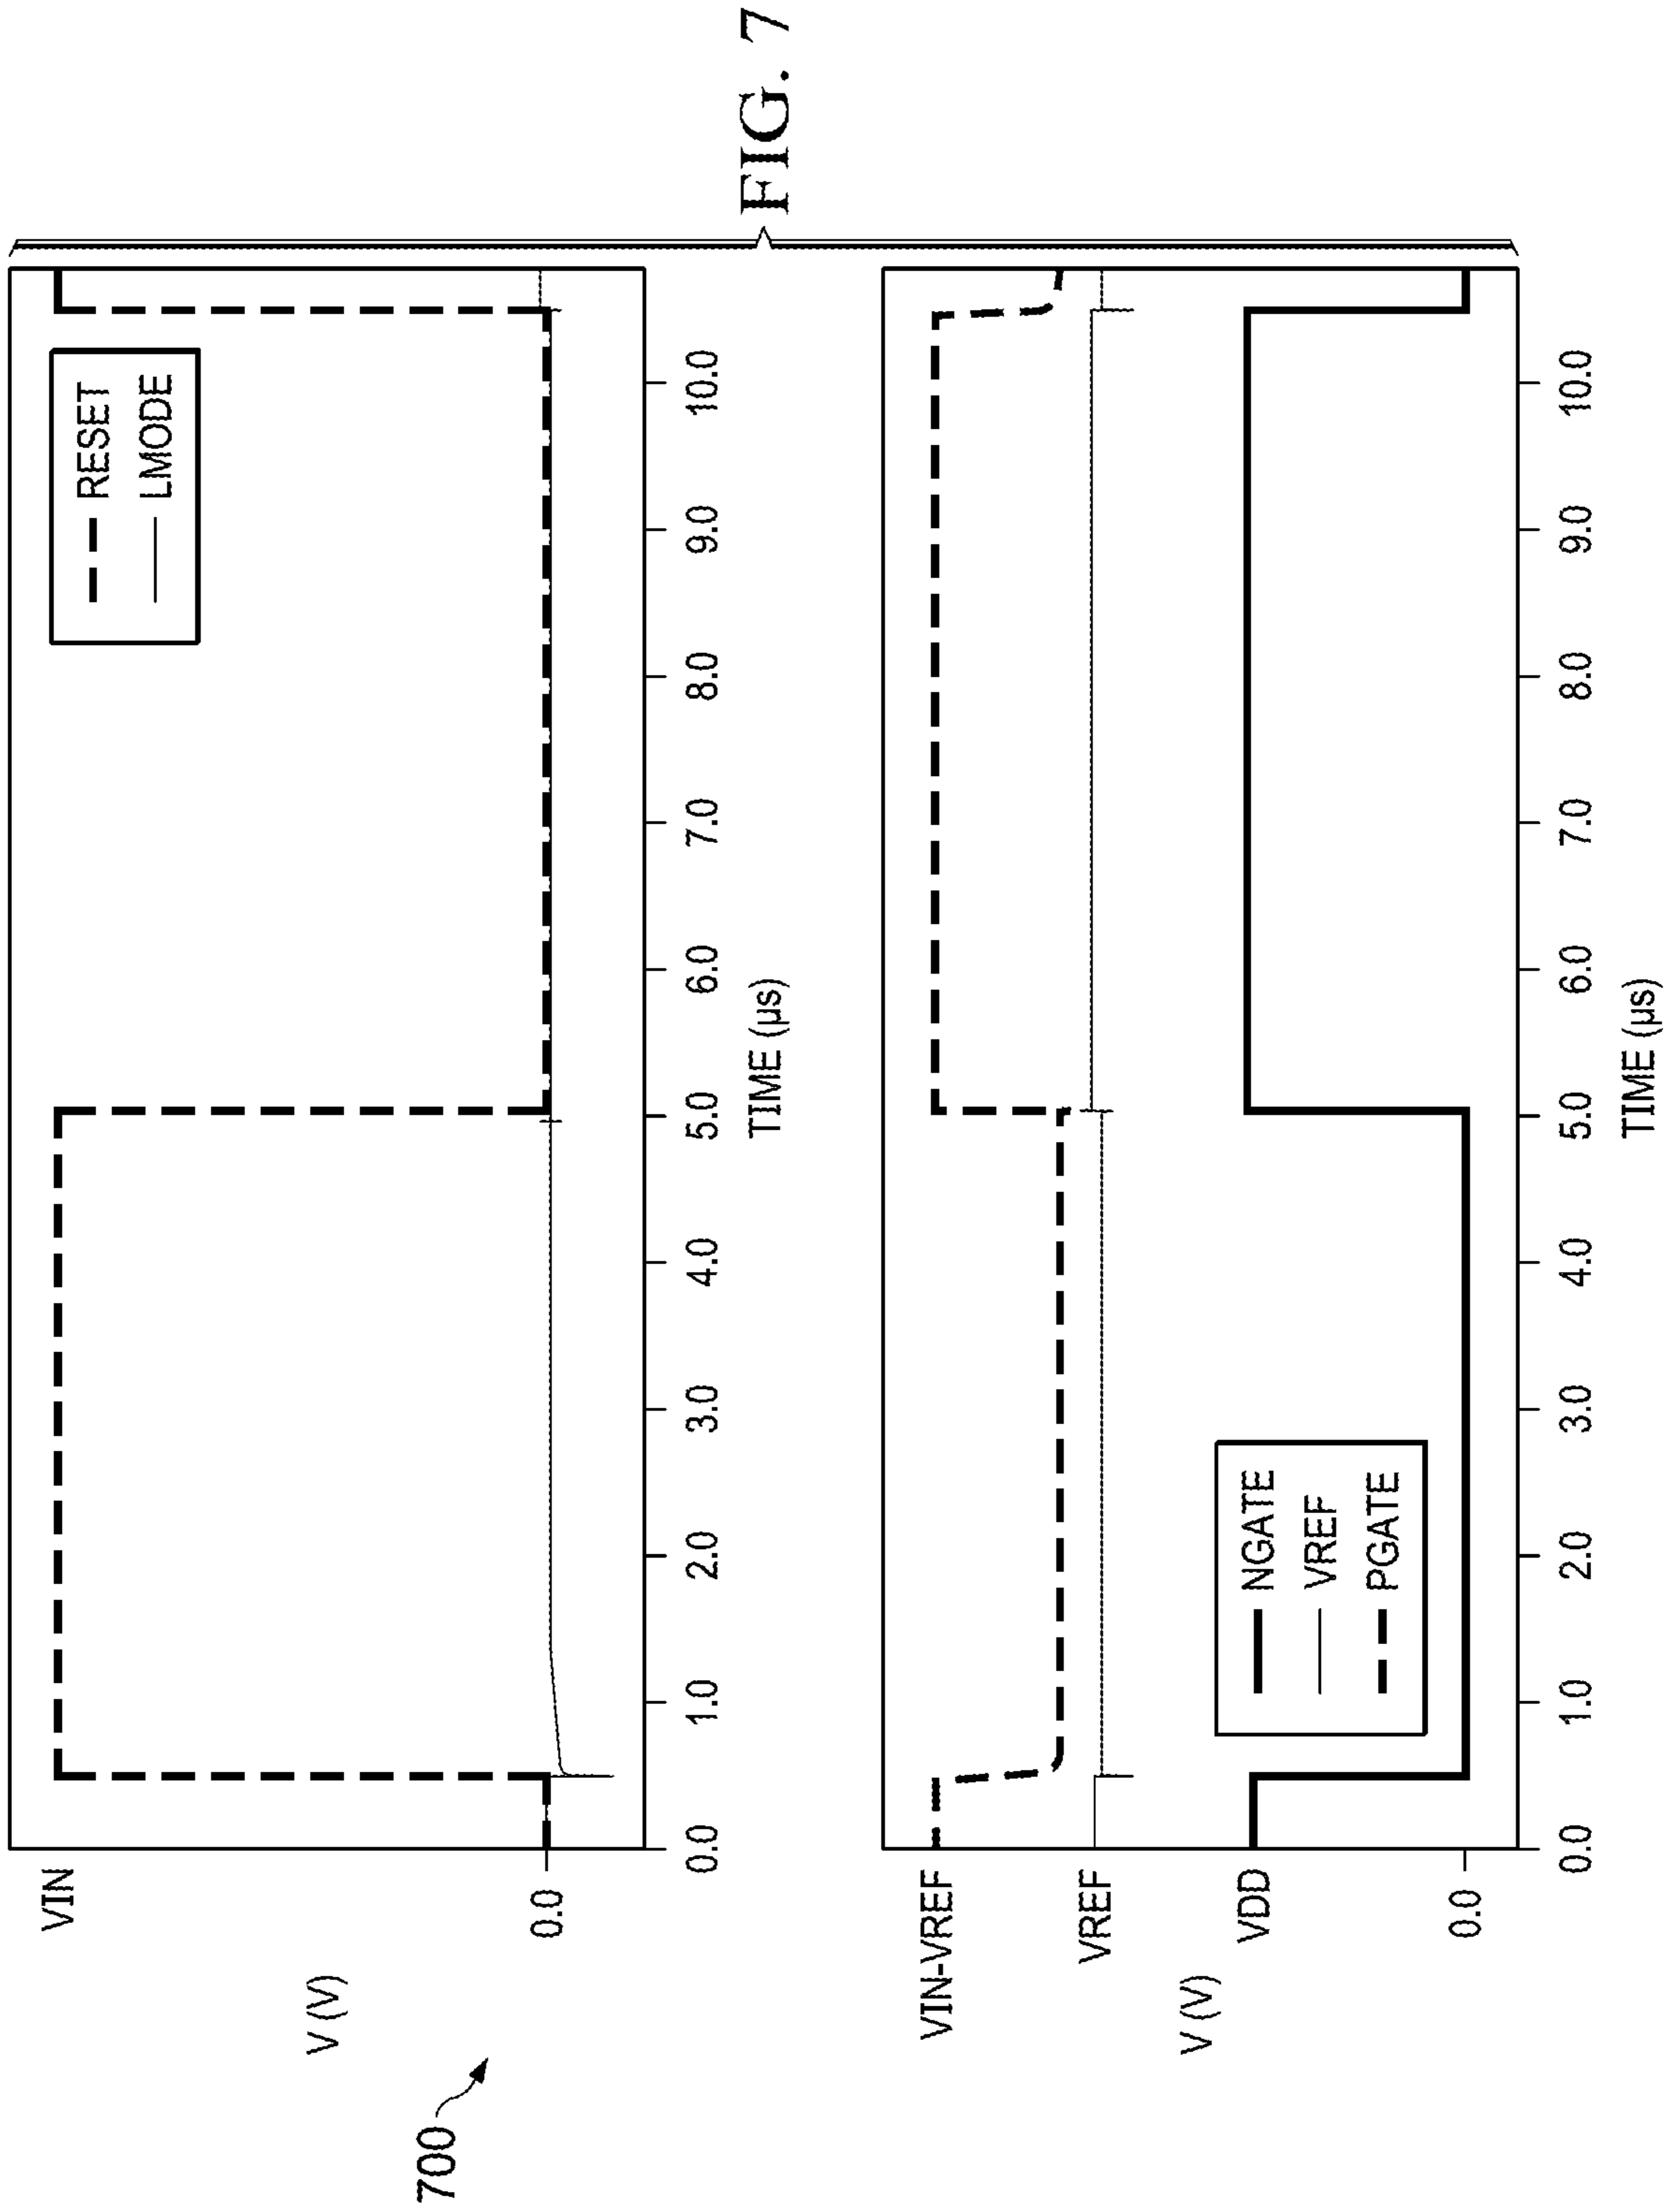 700
V (V)
VIN
0.0
RESET
LMODE
0.0 1.0 2.0 3.0 4.0 5.0 6.0 7.0 8.0 9.0 10.0
TIME (µs)
V (V)
VIN-VREF
VREF
VDD
0.0
NGATE
VREF
PGATE
0.0 1.0 2.0 3.0 4.0 5.0 6.0 7.0 8.0 9.0 10.0
TIME (µs)
FIG. 7